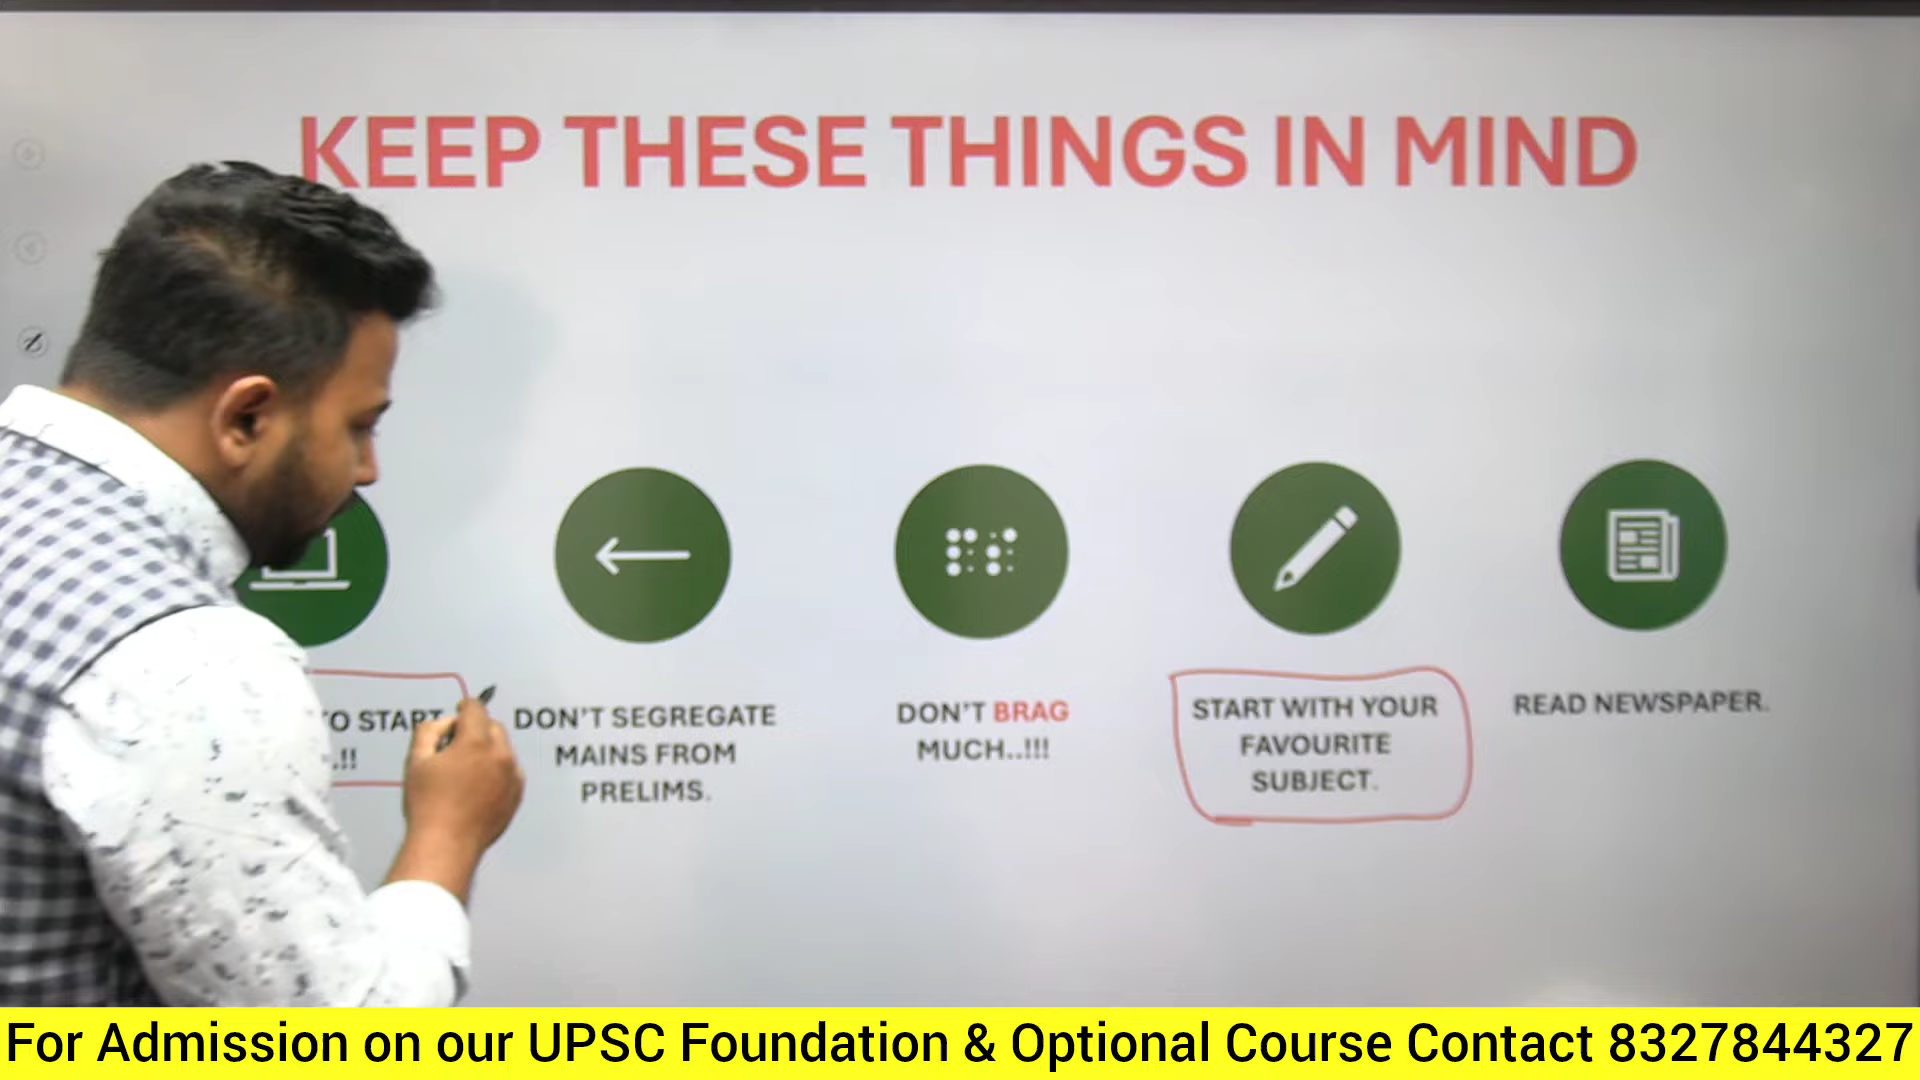 KEEP THESE THINGS IN MIND
TO START
..!!
DON'T SEGREGATE
MAINS FROM
PRELIMS.
DON'T BRAG
MUCH..!!!
START WITH YOUR
FAVOURITE
SUBJECT.
READ NEWSPAPER.
For Admission on our UPSC Foundation & Optional Course Contact 8327844327